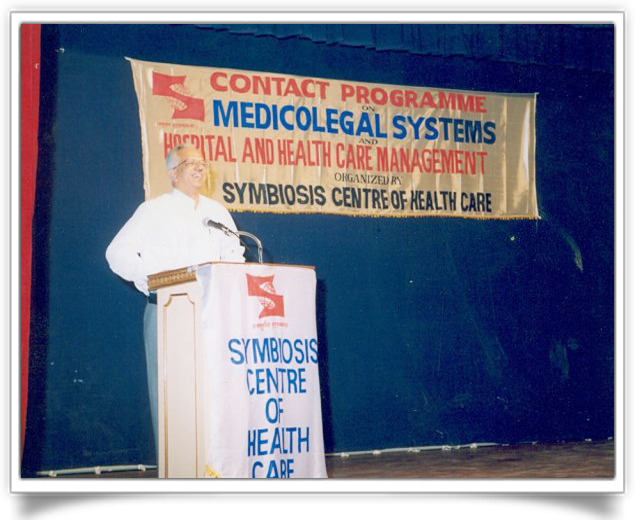 CONTACT PROGRAMME
ON
MEDICOLEGAL SYSTEMS
AND
HOSPITAL AND HEALTH CARE MANAGEMENT
ORGANIZED BY
SYMBIOSIS CENTRE OF HEALTH CARE
SYMBIOSIS
CENTRE
OF
HEALTH
CARE